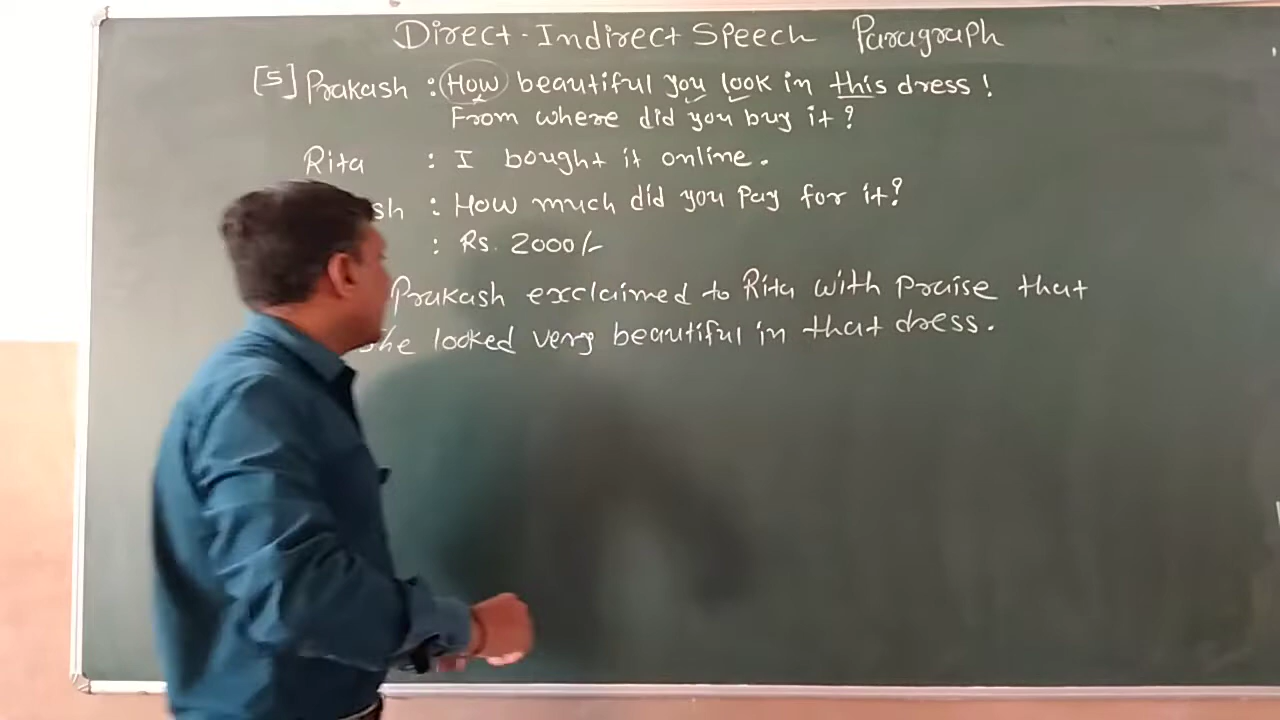 Direct-Indirect Speech Paragraph
[5] Prakash : How beautiful you look in this dress!
From where did you buy it?
Rita : I bought it online.
sh : How much did you pay for it?
: Rs. 2000/-
Prakash exclaimed to Rita with praise that
She looked very beautiful in that dress.